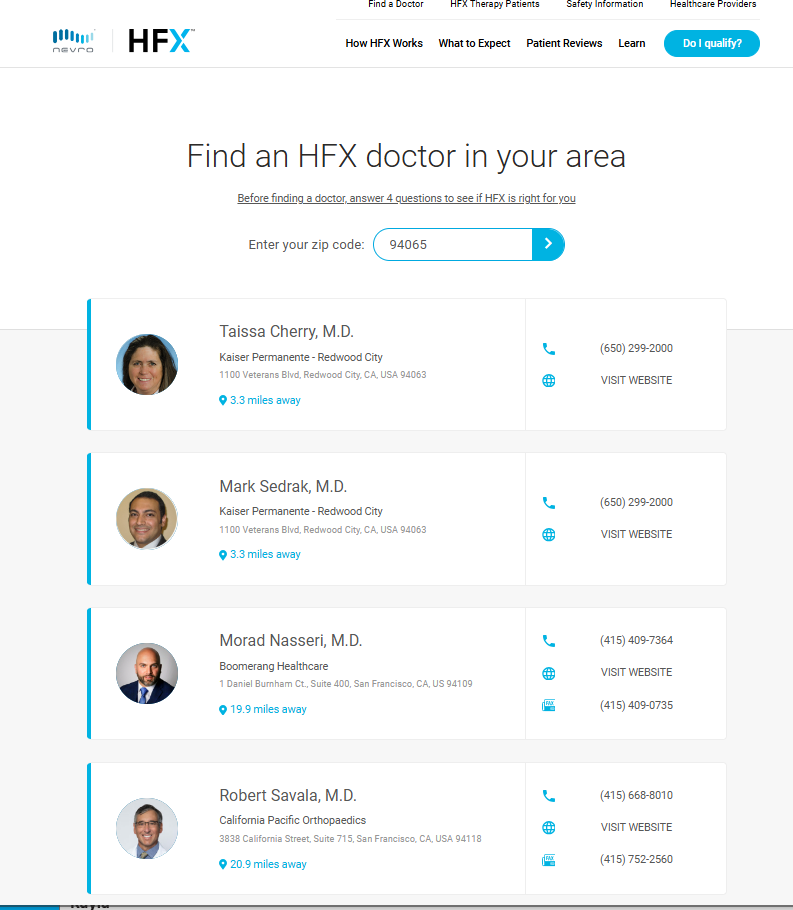 Find a Doctor HFX Therapy Patients Safety Information Healthcare Providers
nevro HFX™ How HFX Works What to Expect Patient Reviews Learn Do I qualify?
Find an HFX doctor in your area
Before finding a doctor, answer 4 questions to see if HFX is right for you
Enter your zip code: 94065
Taissa Cherry, M.D.
Kaiser Permanente - Redwood City
1100 Veterans Blvd, Redwood City, CA, USA 94063
3.3 miles away
(650) 299-2000
VISIT WEBSITE
Mark Sedrak, M.D.
Kaiser Permanente - Redwood City
1100 Veterans Blvd, Redwood City, CA, USA 94063
3.3 miles away
(650) 299-2000
VISIT WEBSITE
Morad Nasseri, M.D.
Boomerang Healthcare
1 Daniel Burnham Ct., Suite 400, San Francisco, CA, US 94109
19.9 miles away
(415) 409-7364
VISIT WEBSITE
FAX (415) 409-0735
Robert Savala, M.D.
California Pacific Orthopaedics
3838 California Street, Suite 715, San Francisco, CA, USA 94118
20.9 miles away
(415) 668-8010
VISIT WEBSITE
FAX (415) 752-2560